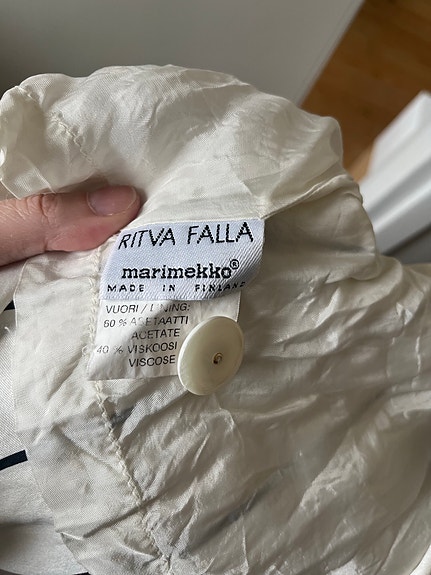 RITVA FALLA
marimekko®
MADE IN FINLAND
VUORI / LINING:
60 % ASETAATTI
ACETATE
40 % VISKOOSI
VISCOSE